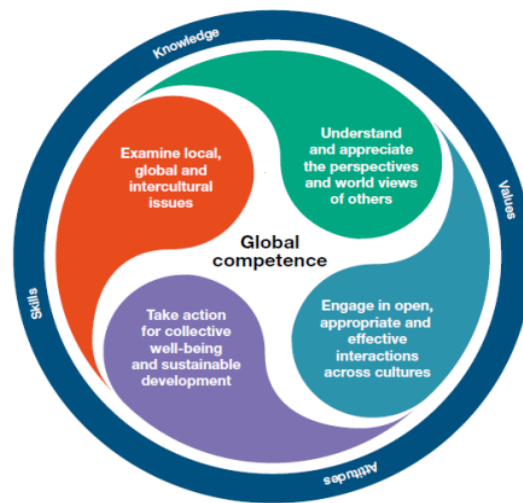 Knowledge
Examine local,
global and
intercultural
issues
Understand
and appreciate
the perspectives
and world views
of others
Values
Global
competence
Skills
Take action
for collective
well-being
and sustainable
development
Engage in open,
appropriate and
effective
interactions
across cultures
Attitudes